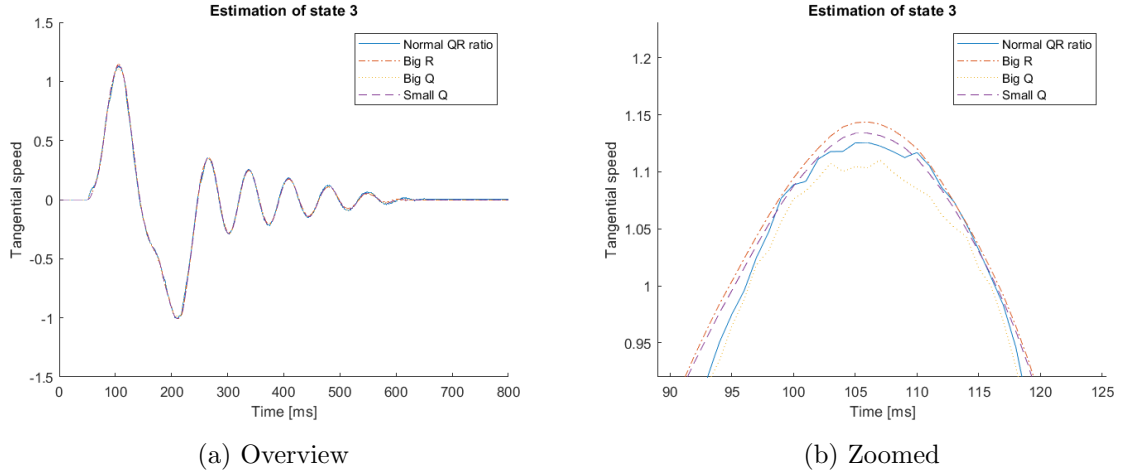 Estimation of state 3
1.5
1
0.5
0
-0.5
-1
-1.5
Tangential speed
Normal QR ratio
Big R
Big Q
Small Q
0 100 200 300 400 500 600 700 800
Time [ms]
(a) Overview
Estimation of state 3
1.2
1.15
1.1
1.05
1
0.95
Tangential speed
Normal QR ratio
Big R
Big Q
Small Q
90 95 100 105 110 115 120 125
Time [ms]
(b) Zoomed